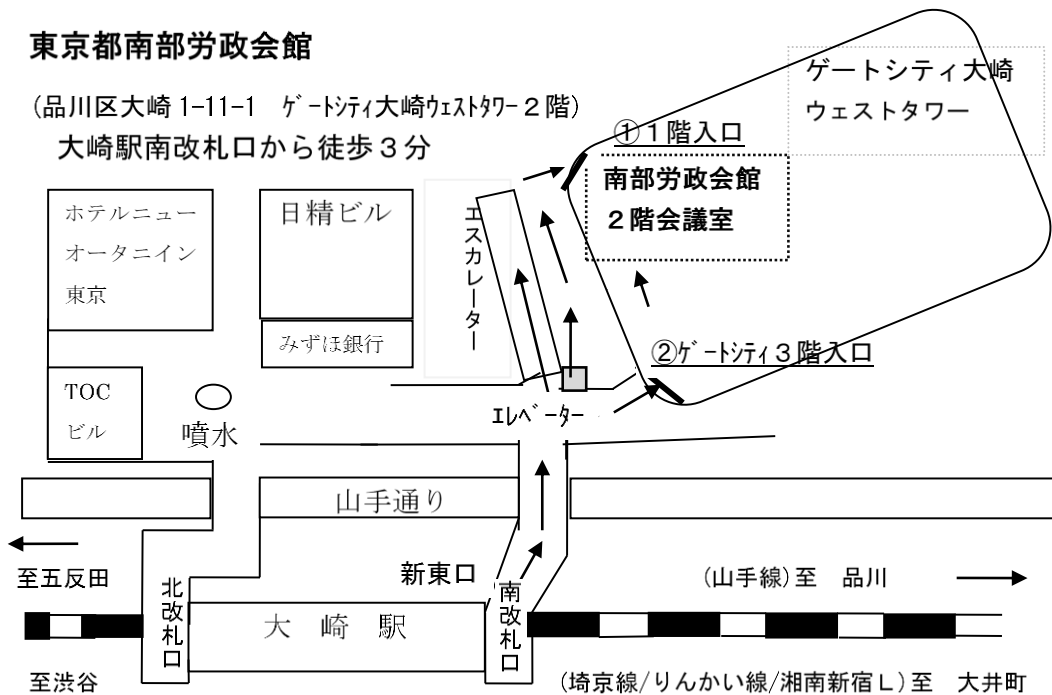 東京都南部労政会館
(品川区大崎 1-11-1　ｹﾞｰﾄｼﾃｨ大崎ｳｪｽﾄﾀﾜｰ２階)
大崎駅南改札口から徒歩３分
ゲートシティ大崎
ウェストタワー
①１階入口
南部労政会館
２階会議室
ホテルニュー
オータニイン
東京
日精ビル
みずほ銀行
エスカレーター
②ｹﾞｰﾄｼﾃｨ３階入口
TOC
ビル
噴水
ｴﾚﾍﾞｰﾀｰ
山手通り
至五反田
新東口
(山手線)至　品川
北改札口
大　崎　駅
南改札口
至渋谷
(埼京線/りんかい線/湘南新宿Ｌ)至　大井町